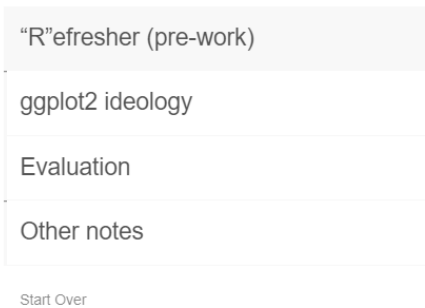 “R”efresher (pre-work)
ggplot2 ideology
Evaluation
Other notes
Start Over